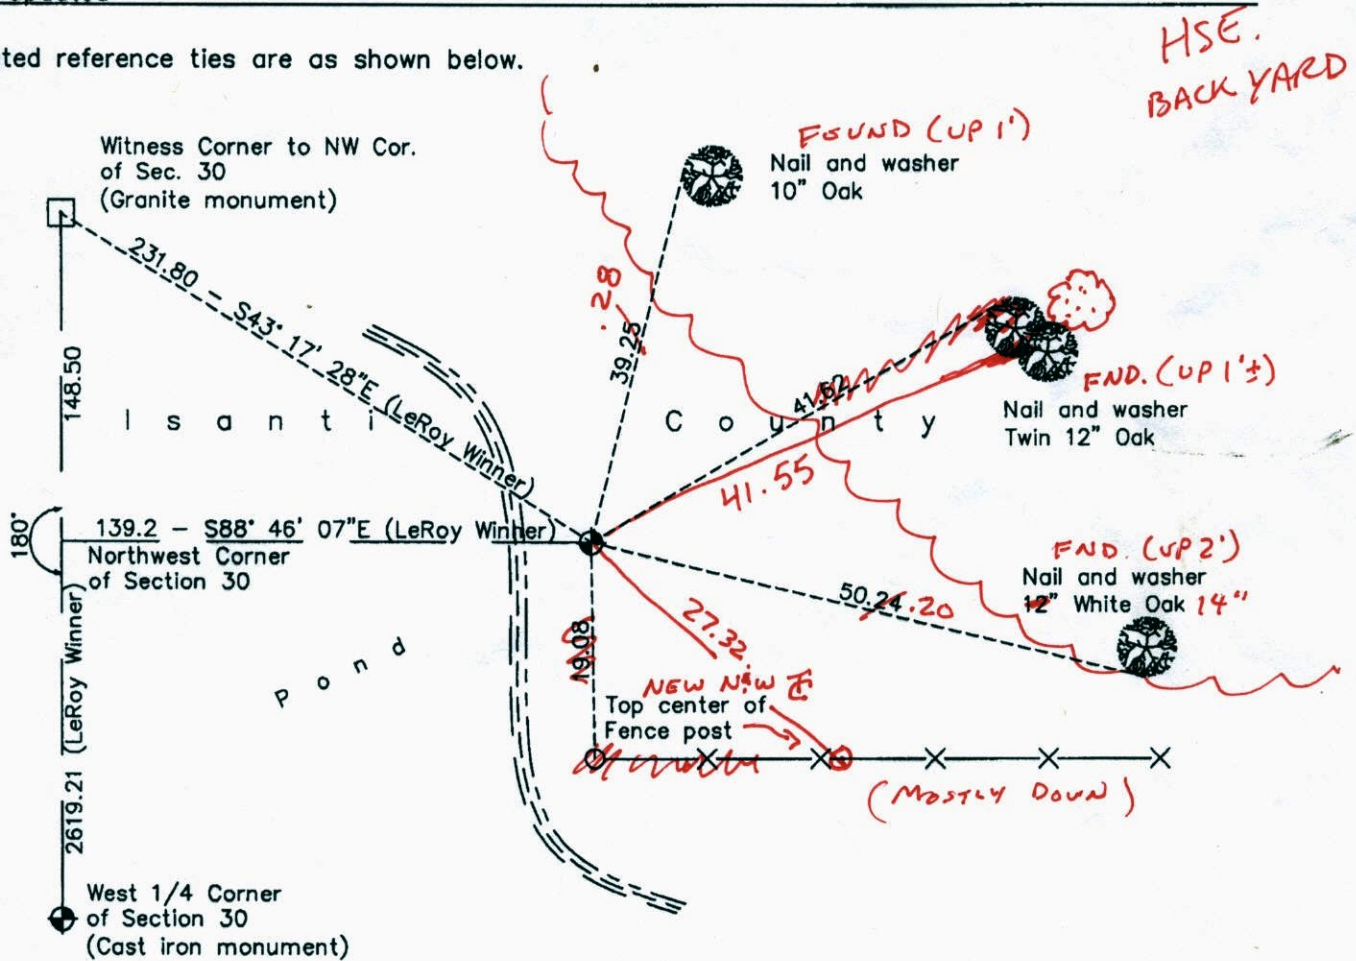 ted reference ties are as shown below.
HSE.
BACK YARD
Witness Corner to NW Cor.
of Sec. 30
(Granite monument)
FOUND (UP 1')
Nail and washer
10" Oak
231.80 - S43° 17' 28"E (LeRoy Winner)
148.50
.28
39.25
41.52
FND. (UP 1'±)
Nail and washer
Twin 12" Oak
Isanti County
41.55
180°
139.2 - S88° 46' 07"E (LeRoy Winner)
Northwest Corner
of Section 30
FND. (UP 2')
Nail and washer
12" White Oak 14"
50.24 .20
27.32
19.08
Pond
NEW N&W
Top center of
Fence post
(MOSTLY DOWN)
2619.21 (LeRoy Winner)
West 1/4 Corner
of Section 30
(Cast iron monument)